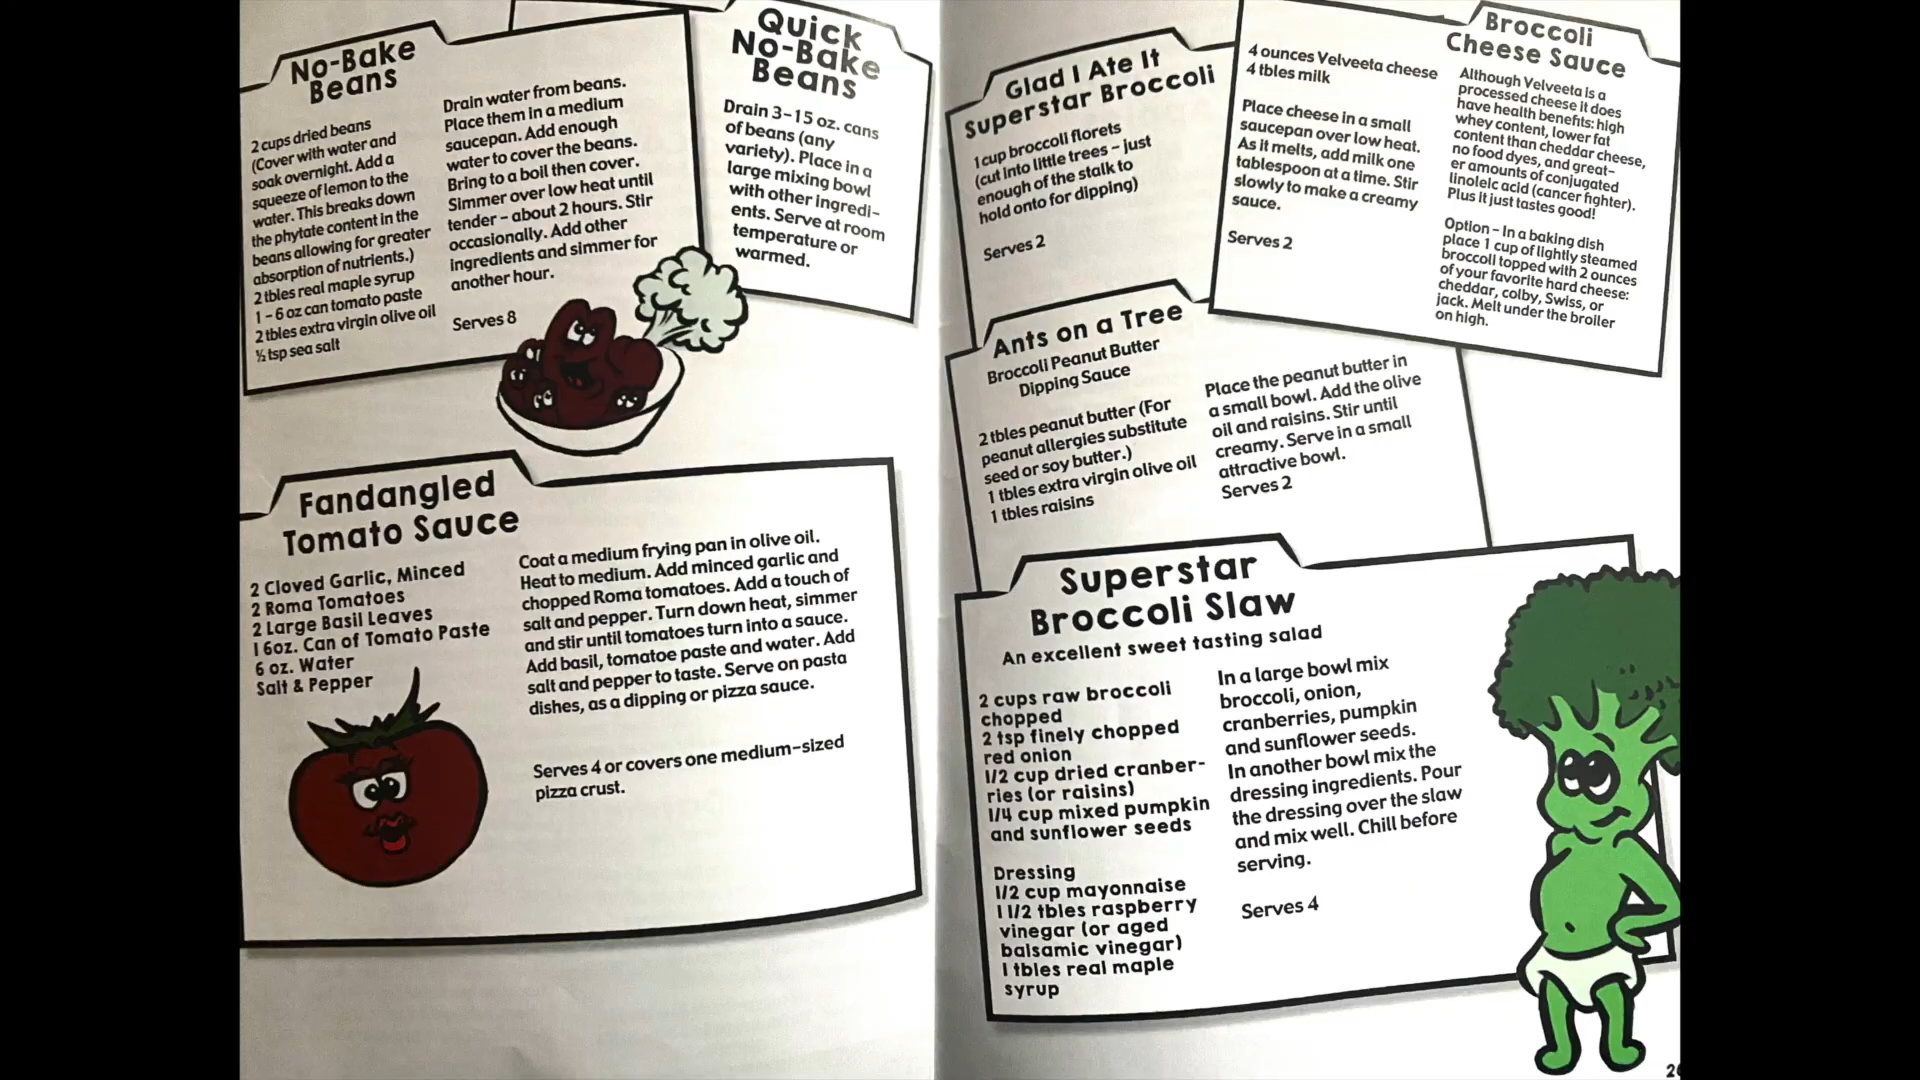 No-Bake
Beans
2 cups dried beans
(Cover with water and
soak overnight. Add a
squeeze of lemon to the
water. This breaks down
the phytate content in the
beans allowing for greater
absorption of nutrients.)
2 tbles real maple syrup
1 – 6 oz can tomato paste
2 tbles extra virgin olive oil
½ tsp sea salt
Drain water from beans.
Place them in a medium
saucepan. Add enough
water to cover the beans.
Bring to a boil then cover.
Simmer over low heat until
tender – about 2 hours. Stir
occasionally. Add other
ingredients and simmer for
another hour.
Serves 8
Quick
No-Bake
Beans
Drain 3-15 oz. cans
of beans (any
variety). Place in a
large mixing bowl
with other ingredi-
ents. Serve at room
temperature or
warmed.
Fandangled
Tomato Sauce
2 Cloved Garlic, Minced
2 Roma Tomatoes
2 Large Basil Leaves
1 6oz. Can of Tomato Paste
6 oz. Water
Salt & Pepper
Coat a medium frying pan in olive oil.
Heat to medium. Add minced garlic and
chopped Roma tomatoes. Add a touch of
salt and pepper. Turn down heat, simmer
and stir until tomatoes turn into a sauce.
Add basil, tomatoe paste and water. Add
salt and pepper to taste. Serve on pasta
dishes, as a dipping or pizza sauce.
Serves 4 or covers one medium-sized
pizza crust.
Glad I Ate It
Superstar Broccoli
1 cup broccoli florets
(cut into little trees – just
enough of the stalk to
hold onto for dipping)
Serves 2
Broccoli
Cheese Sauce
4 ounces Velveeta cheese
4 tbles milk
Place cheese in a small
saucepan over low heat.
As it melts, add milk one
tablespoon at a time. Stir
slowly to make a creamy
sauce.
Serves 2
Although Velveeta is a
processed cheese it does
have health benefits: high
whey content, lower fat
content than cheddar cheese,
no food dyes, and great-
er amounts of conjugated
linoleic acid (cancer fighter).
Plus it just tastes good!
Option – In a baking dish
place 1 cup of lightly steamed
broccoli topped with 2 ounces
of your favorite hard cheese:
cheddar, colby, Swiss, or
jack. Melt under the broiler
on high.
Ants on a Tree
Broccoli Peanut Butter
Dipping Sauce
2 tbles peanut butter (For
peanut allergies substitute
seed or soy butter.)
1 tbles extra virgin olive oil
1 tbles raisins
Place the peanut butter in
a small bowl. Add the olive
oil and raisins. Stir until
creamy. Serve in a small
attractive bowl.
Serves 2
Superstar
Broccoli Slaw
An excellent sweet tasting salad
2 cups raw broccoli
chopped
2 tsp finely chopped
red onion
1/2 cup dried cranber-
ries (or raisins)
1/4 cup mixed pumpkin
and sunflower seeds
Dressing
1/2 cup mayonnaise
1 1/2 tbles raspberry
vinegar (or aged
balsamic vinegar)
1 tbles real maple
syrup
In a large bowl mix
broccoli, onion,
cranberries, pumpkin
and sunflower seeds.
In another bowl mix the
dressing ingredients. Pour
the dressing over the slaw
and mix well. Chill before
serving.
Serves 4